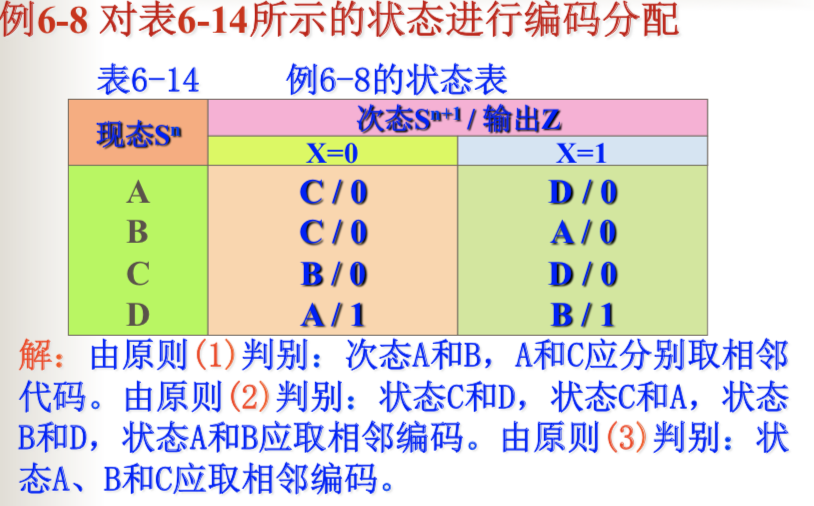 例6-8 对表6-14所示的状态进行编码分配
表6-14 例6-8的状态表
现态Sⁿ 次态Sⁿ⁺¹ / 输出Z
X=0 X=1
A C / 0 D / 0
B C / 0 A / 0
C B / 0 D / 0
D A / 1 B / 1
解：由原则(1)判别：次态A和B，A和C应分别取相邻
代码。由原则(2)判别：状态C和D，状态C和A，状态
B和D，状态A和B应取相邻编码。由原则(3)判别：状
态A、B和C应取相邻编码。